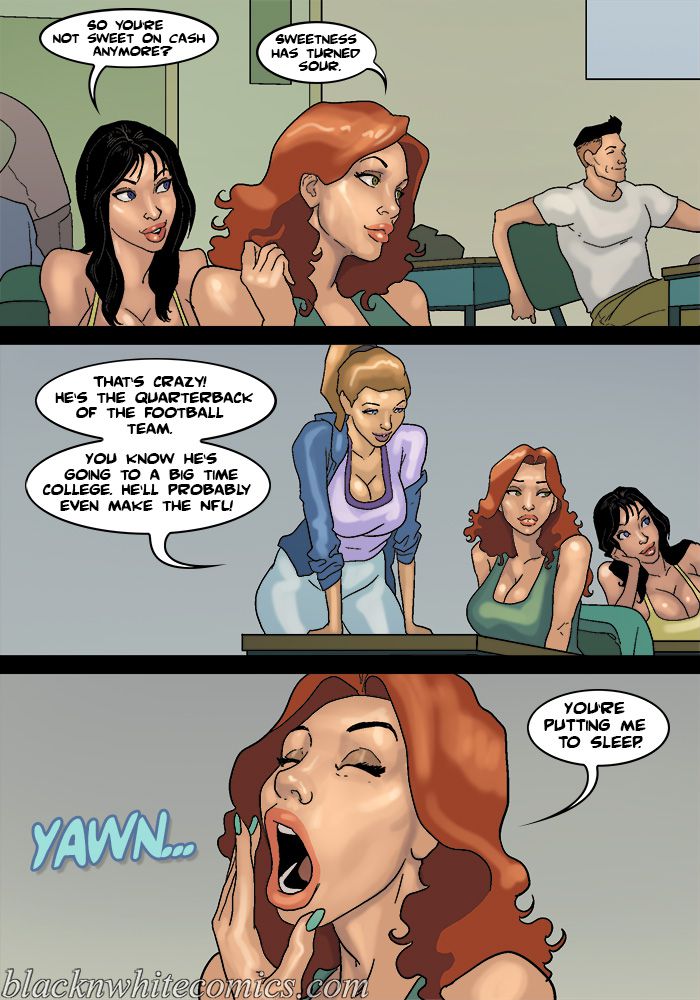 SO YOU'RE
NOT SWEET ON CASH
ANYMORE?
SWEETNESS
HAS TURNED
SOUR.
THAT'S CRAZY!
HE'S THE QUARTERBACK
OF THE FOOTBALL
TEAM.
YOU KNOW HE'S
GOING TO A BIG TIME
COLLEGE. HE'LL PROBABLY
EVEN MAKE THE NFL!
YOU'RE
PUTTING ME
TO SLEEP.
YAWN...
blacknwhitecomics.com